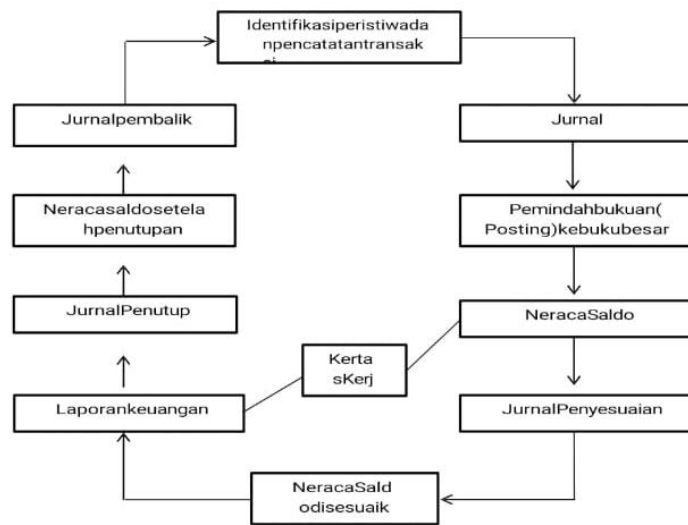 Identifikasiperistiwada
npencatatantransak
Jurnalpembalik
Jurnal
Neracasaldosetela
hpenutupan
Pemindahbukuan(
Posting)kebukubesar
JurnalPenutup
NeracaSaldo
Kerta
sKerj
Laporankeuangan
JurnalPenyesuaian
NeracaSald
odisesuaik